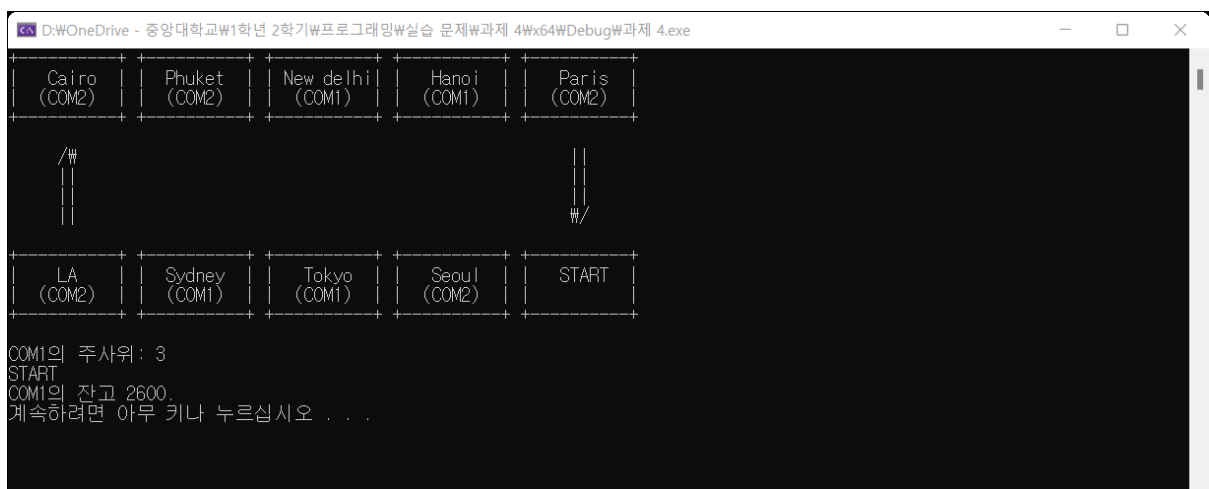 D:₩OneDrive - 중앙대학교₩1학년 2학기₩프로그래밍₩실습 문제₩과제 4₩x64₩Debug₩과제 4.exe
+----------+ +----------+ +----------+ +----------+ +----------+
|   Cairo  | |  Phuket  | | New delhi| |   Hanoi  | |   Paris  |
|  (COM2)  | |  (COM2)  | |  (COM1)  | |  (COM1)  | |  (COM2)  |
+----------+ +----------+ +----------+ +----------+ +----------+
/₩ ||
|| ||
|| ||
|| ₩/
+----------+ +----------+ +----------+ +----------+ +----------+
|    LA    | |  Sydney  | |   Tokyo  | |   Seoul  | |   START  |
|  (COM2)  | |  (COM1)  | |  (COM1)  | |  (COM2)  | |          |
+----------+ +----------+ +----------+ +----------+ +----------+
COM1의 주사위: 3
START
COM1의 잔고 2600.
계속하려면 아무 키나 누르십시오 . . .